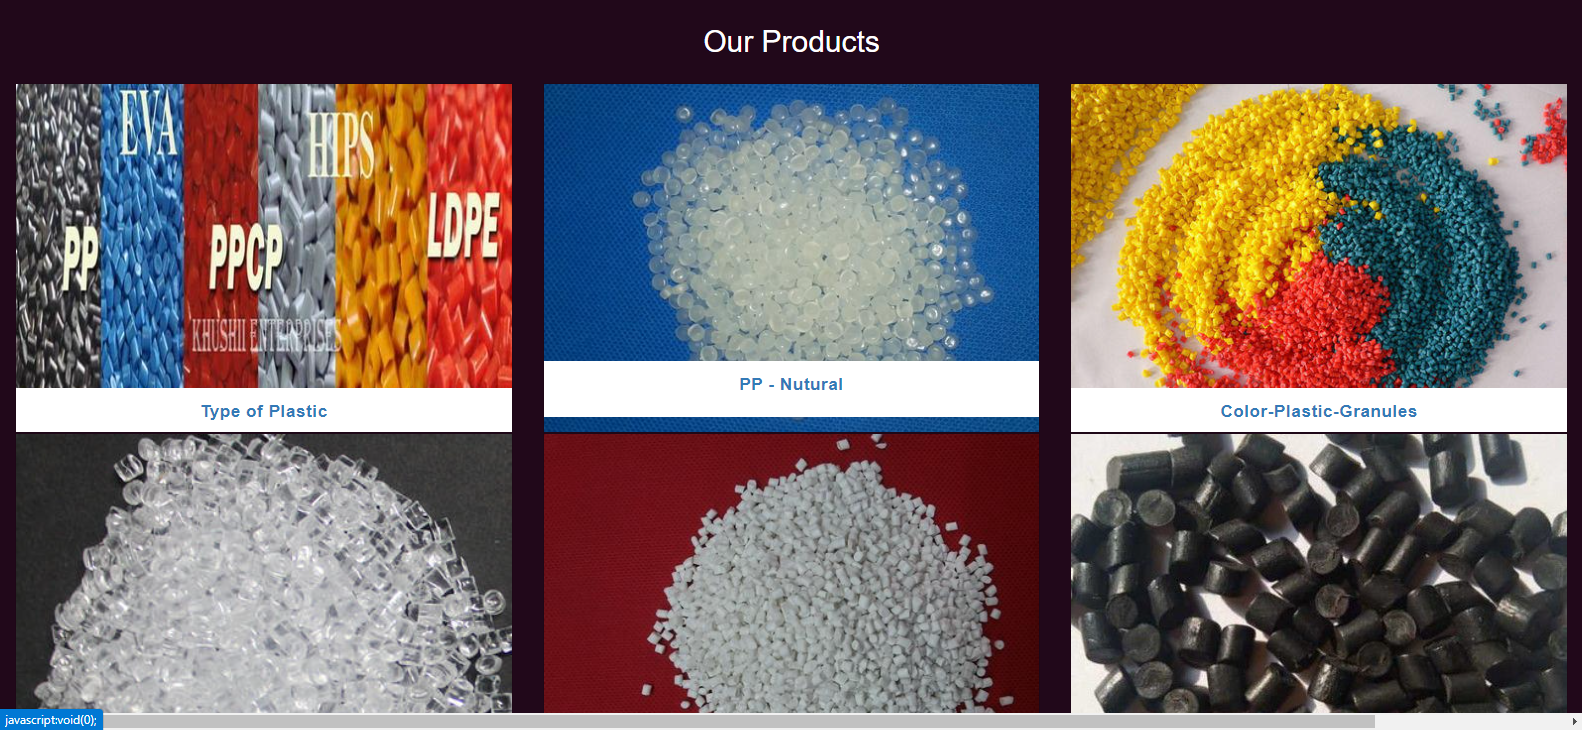 Our Products
EVA
HIPS
LDPE
PP
PPCP
KHUSHII ENTERPRISES
Type of Plastic
PP - Nutural
Color-Plastic-Granules
javascript:void(0);